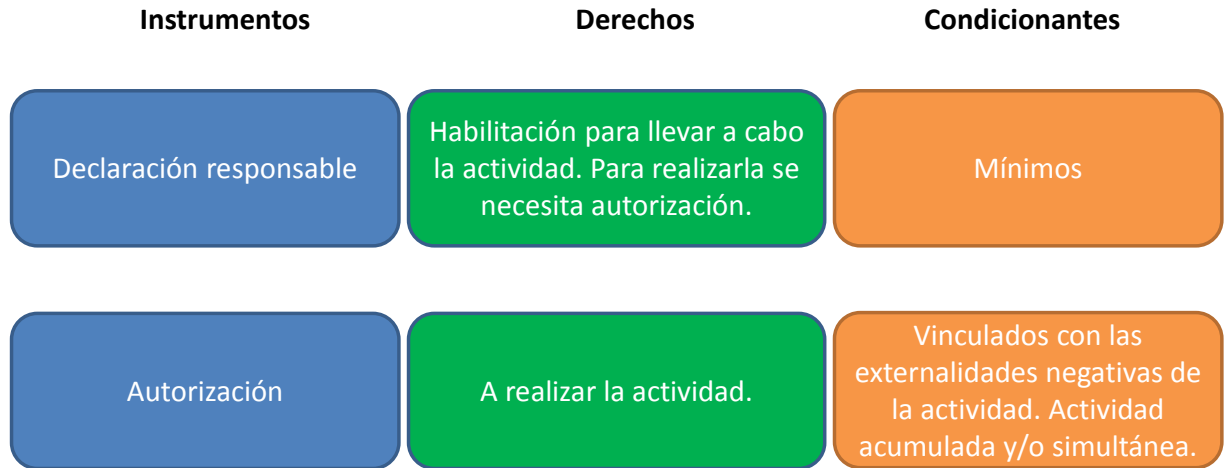 Instrumentos
Derechos
Condicionantes
Declaración responsable
Habilitación para llevar a cabo
la actividad. Para realizarla se
necesita autorización.
Mínimos
Autorización
A realizar la actividad.
Vinculados con las
externalidades negativas de
la actividad. Actividad
acumulada y/o simultánea.